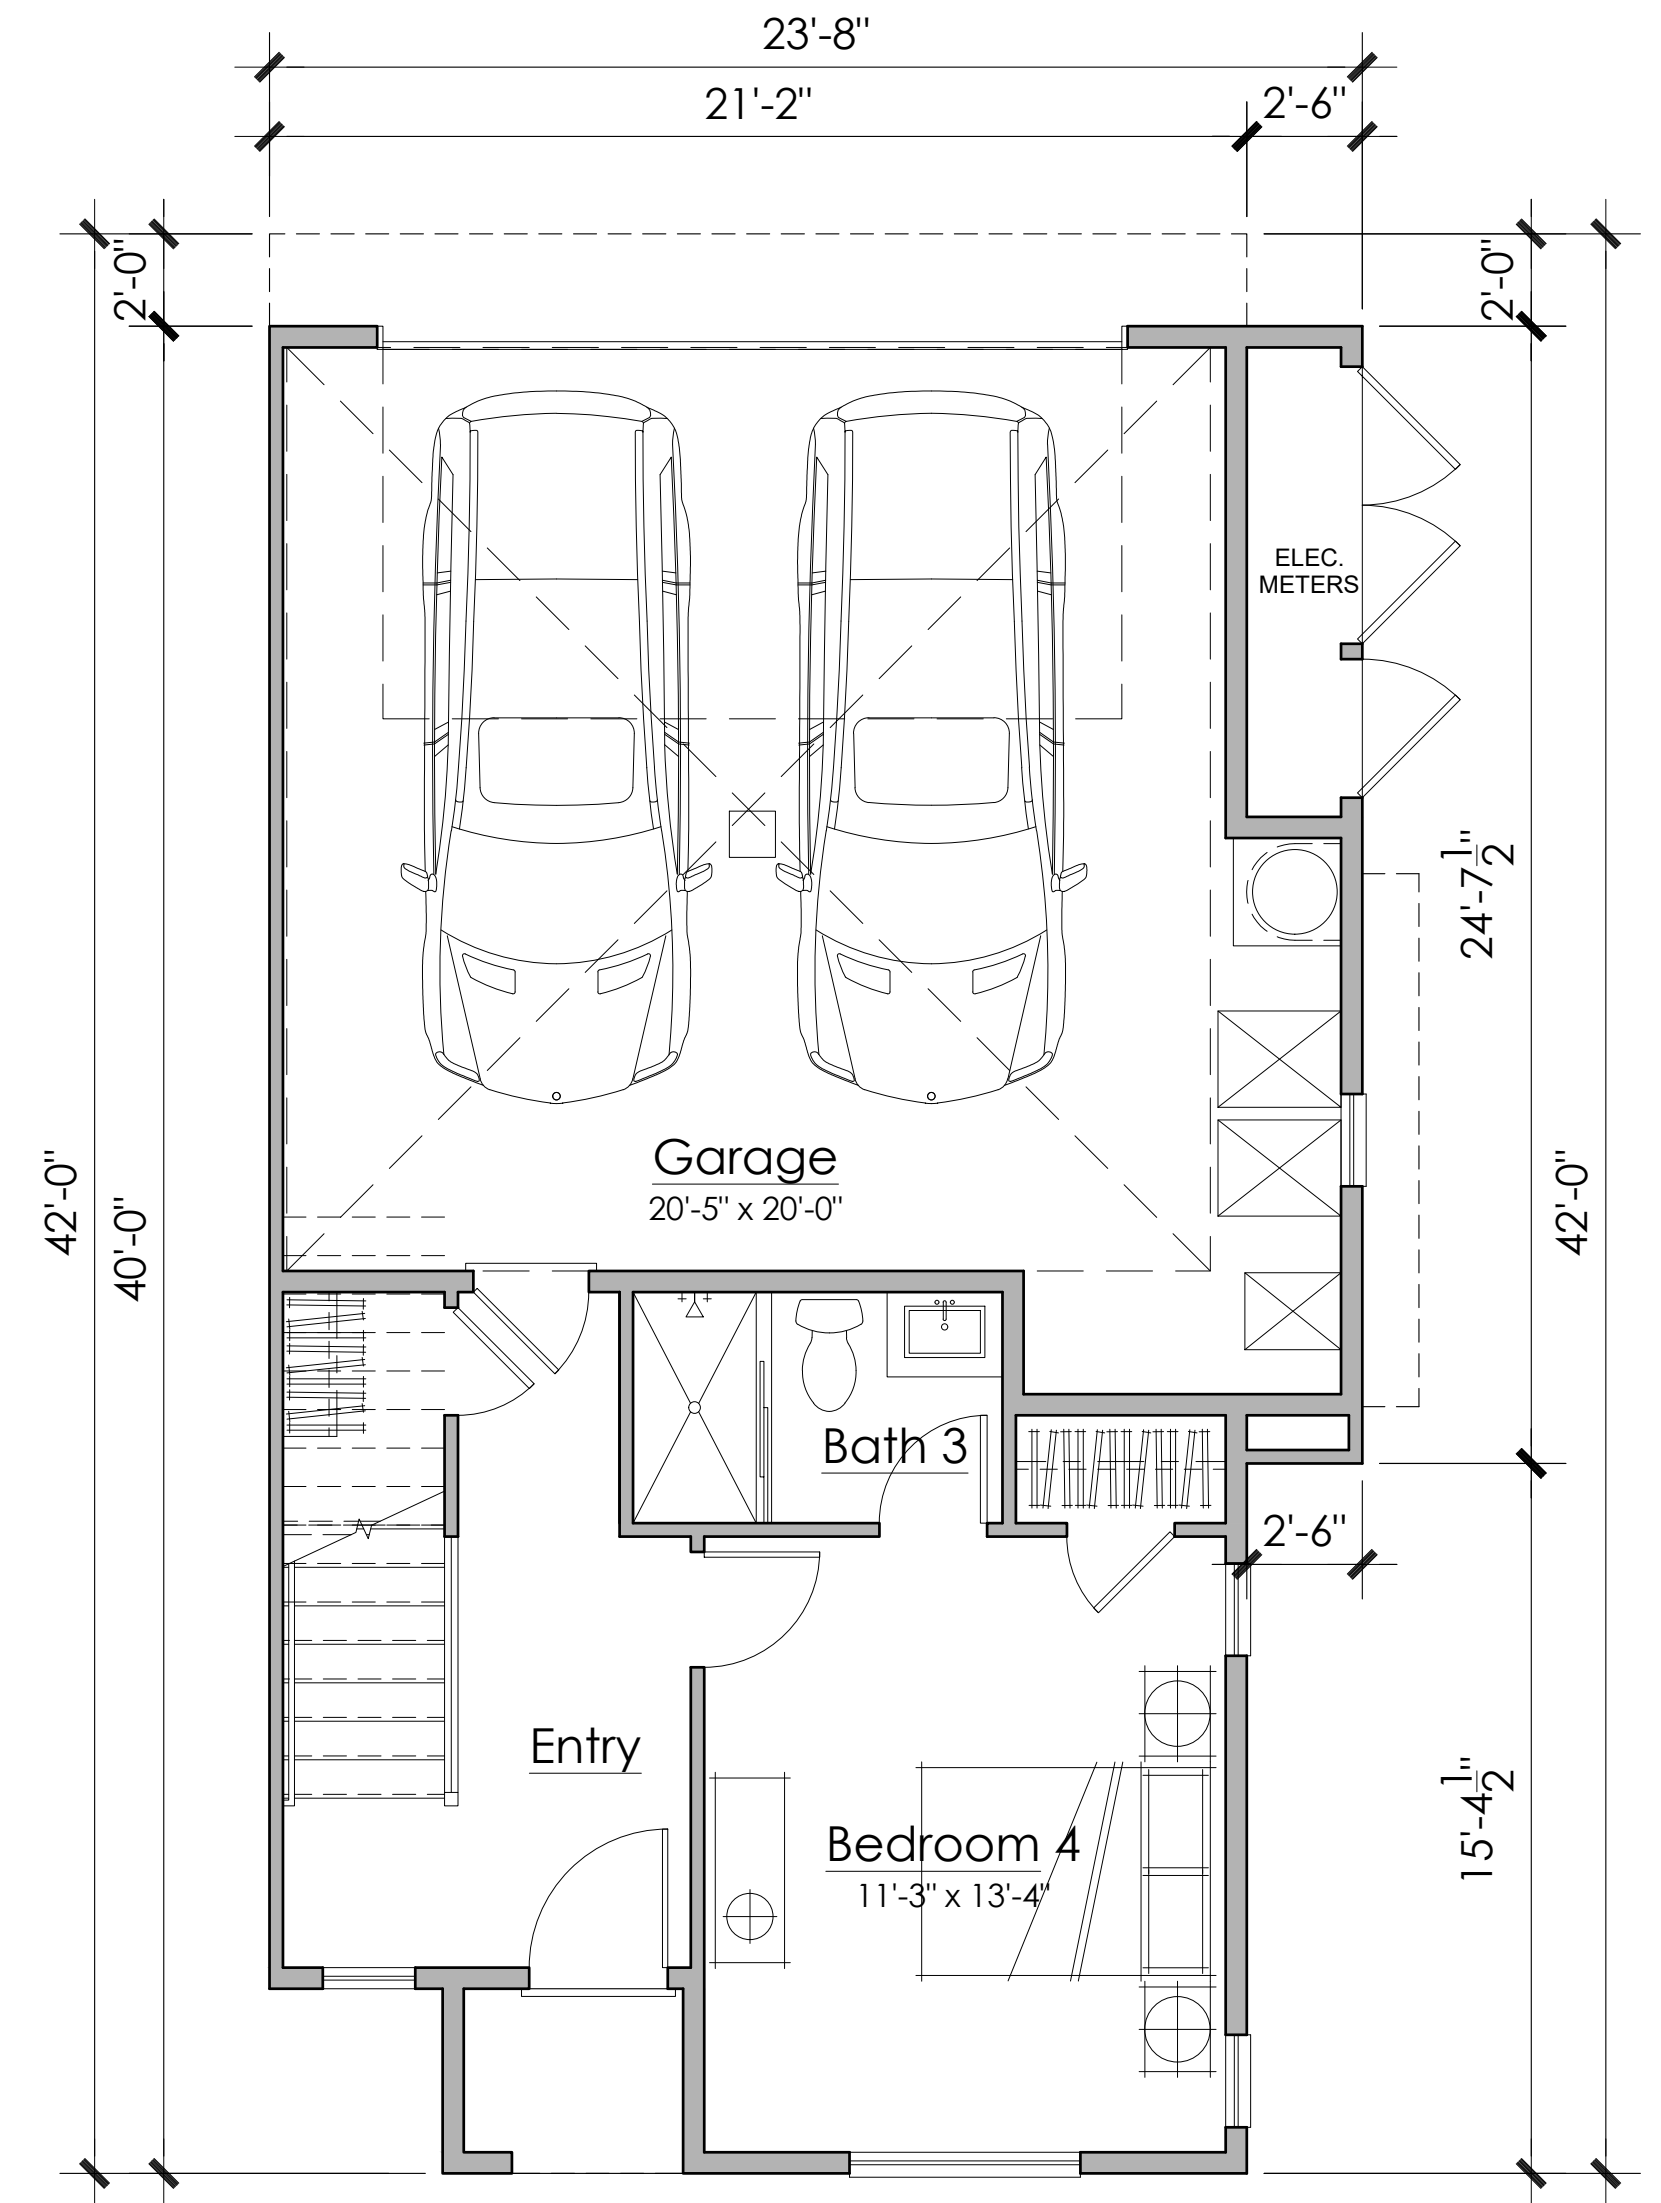 23'-8"
21'-2"
2'-6"
2'-0"
2'-0"
ELEC.
METERS
24'-7 1/2"
Garage
20'-5" x 20'-0"
42'-0"
40'-0"
42'-0"
Bath 3
2'-6"
Entry
Bedroom 4
11'-3" x 13'-4"
15'-4 1/2"